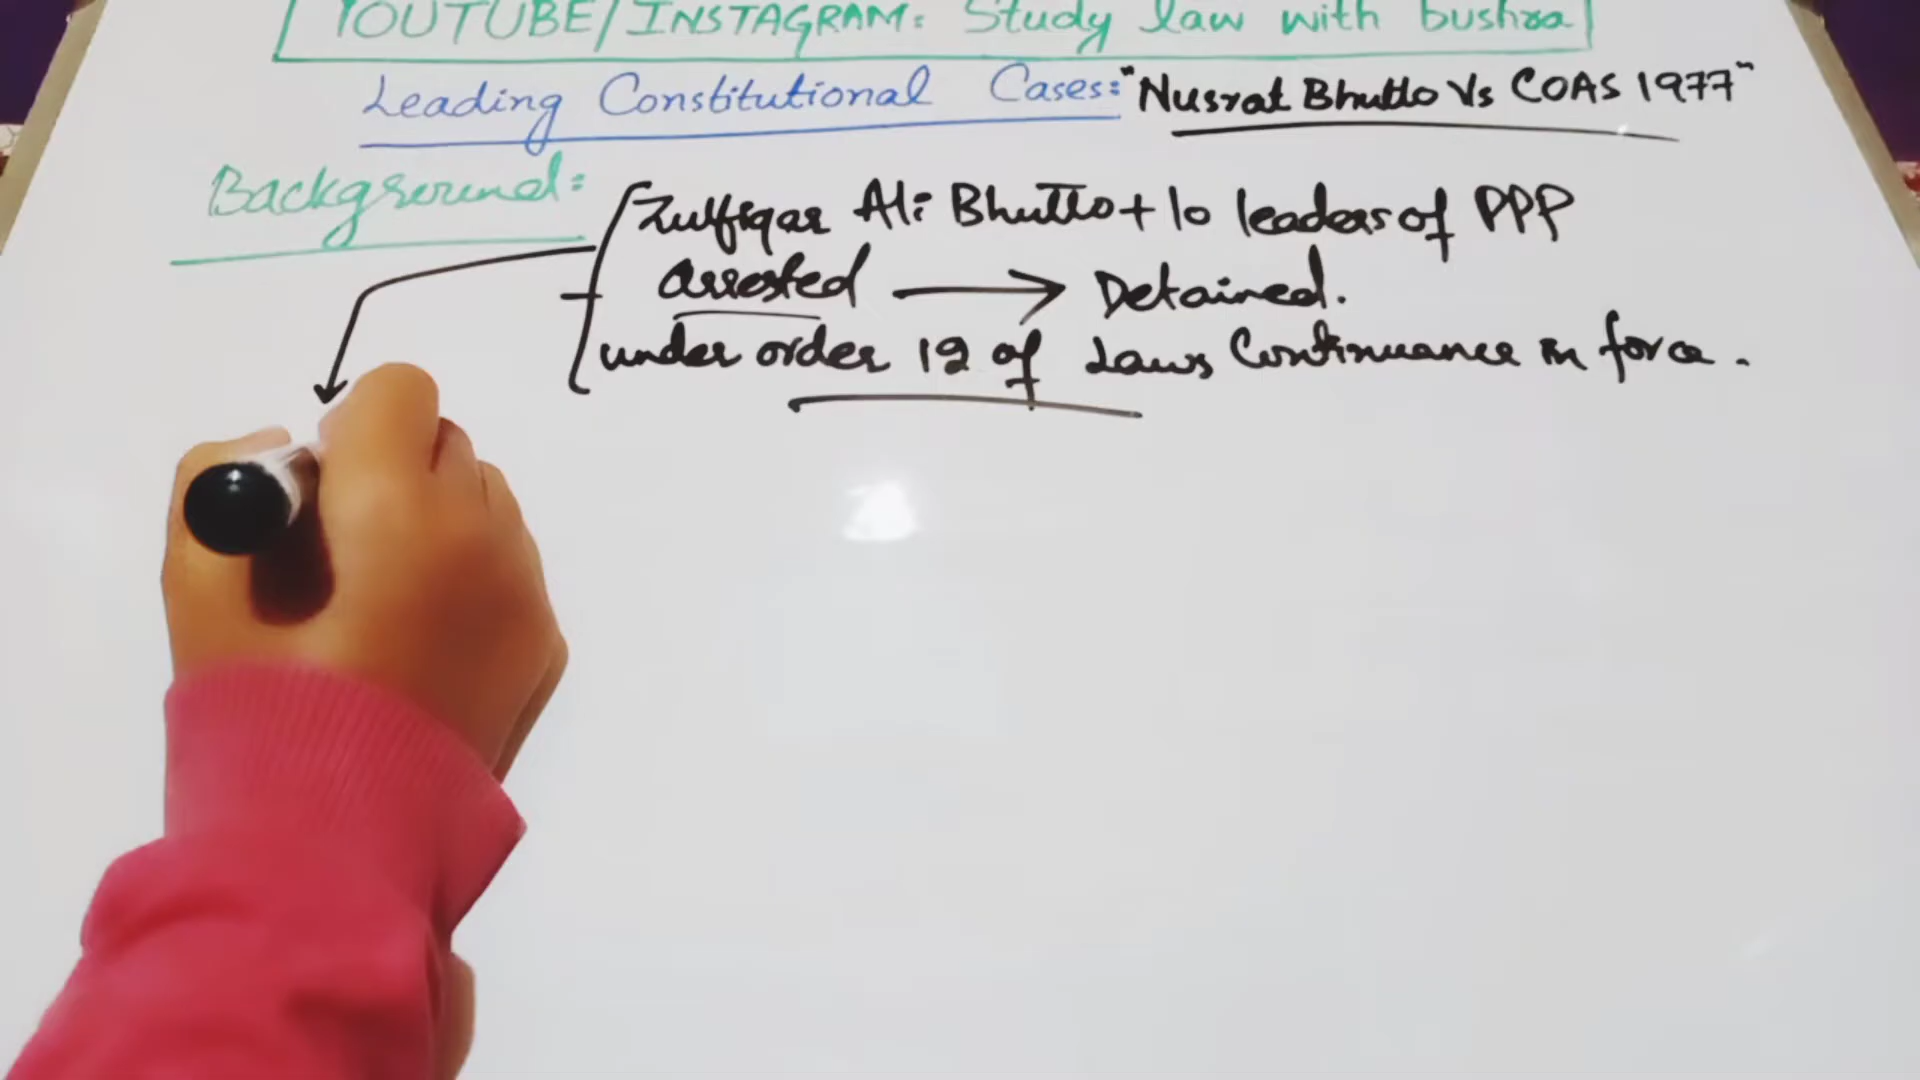 YOUTUBE/INSTAGRAM: Study law with bushra
Leading Constitutional Cases: "Nusrat Bhutto Vs COAS 1977"
Background:
Zulfiqar Ali Bhutto + 10 leaders of PPP
arrested → Detained.
under order 12 of Laws Continuance in force.